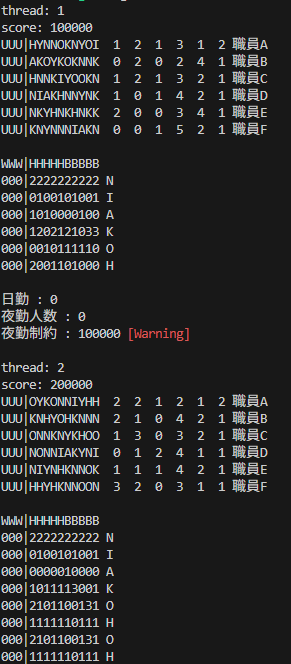 thread: 1
score: 100000
UUU|HYNNOKNYOI 1 2 1 3 1 2 職員A
UUU|AKOYKOKNNK 0 2 0 2 4 1 職員B
UUU|HNNKIYOOKN 1 2 1 3 2 1 職員C
UUU|NIAKHNNYNK 1 0 1 4 2 1 職員D
UUU|NKYHNKHNKK 2 0 0 3 4 1 職員E
UUU|KNYNNNIAKN 0 0 1 5 2 1 職員F
WWW|HHHHHBBBBB
000|2222222222 N
000|0100101001 I
000|1010000100 A
000|1202121033 K
000|0010111110 O
000|2001101000 H
日勤 : 0
夜勤人数 : 0
夜勤制約 : 100000 [Warning]
thread: 2
score: 200000
UUU|OYKONNIYHH 2 2 1 2 1 2 職員A
UUU|KNHYOHKNNN 2 1 0 4 2 1 職員B
UUU|ONNKNYKHOO 1 3 0 3 2 1 職員C
UUU|NONNIAKYNI 0 1 2 4 1 1 職員D
UUU|NIYNHKNNOK 1 1 1 4 2 1 職員E
UUU|HHYHKNNOON 3 2 0 3 1 1 職員F
WWW|HHHHHBBBBB
000|2222222222 N
000|0100101001 I
000|0000010000 A
000|1011113001 K
000|2101100131 O
000|1111110111 H
000|2101100131 O
000|1111110111 H